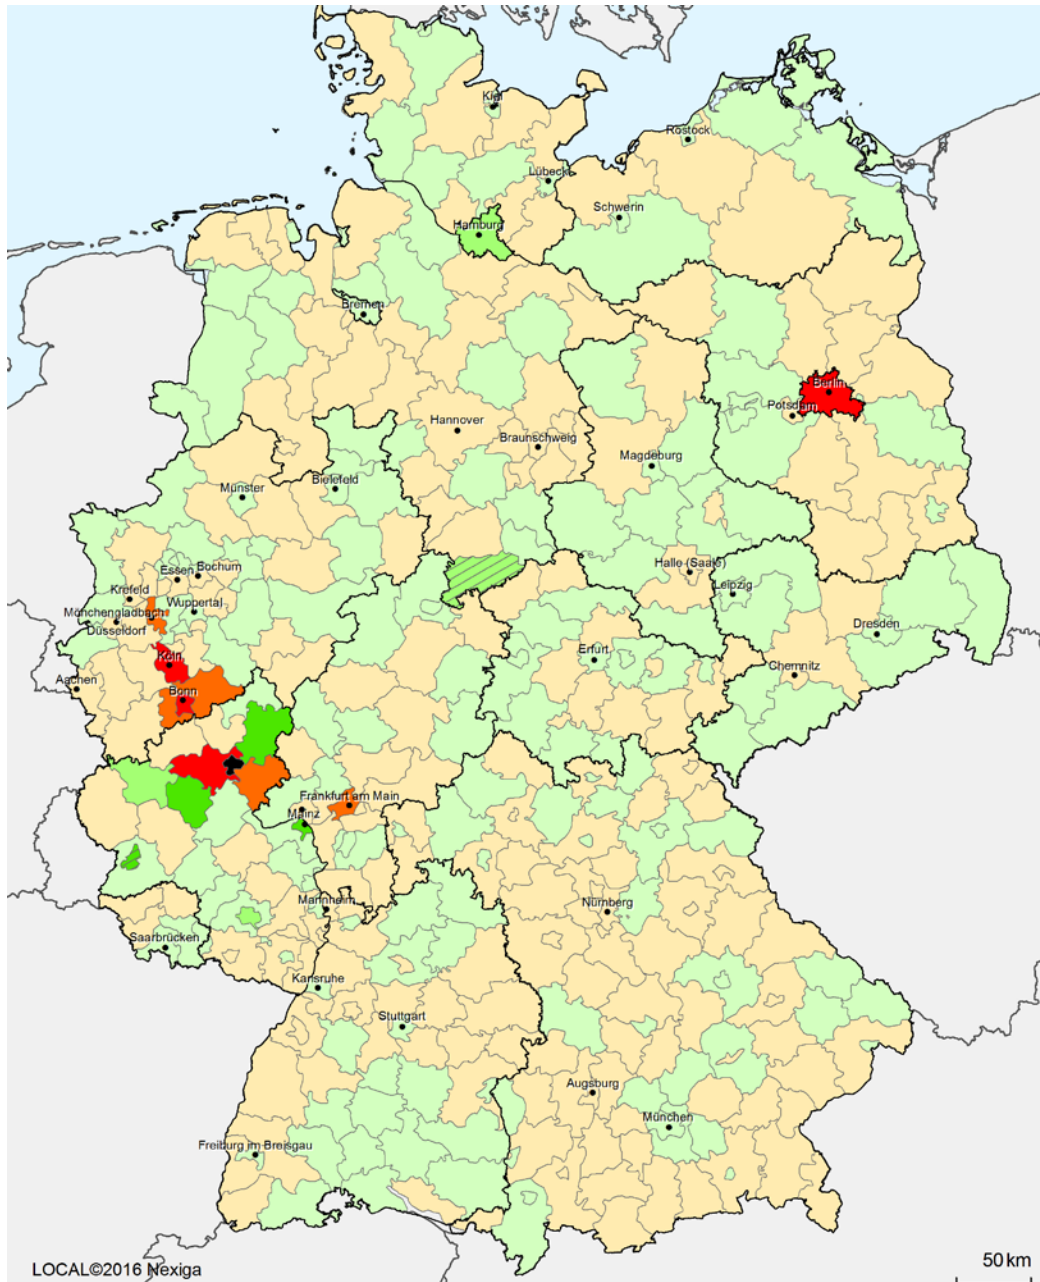 Kiel
Rostock
Lübeck
Schwerin
Hamburg
Bremen
Berlin
Potsdam
Hannover
Braunschweig
Magdeburg
Bielefeld
Münster
Essen
Bochum
Halle (Saale)
Leipzig
Krefeld
Mönchengladbach
Wuppertal
Düsseldorf
Dresden
Köln
Erfurt
Chemnitz
Aachen
Bonn
Frankfurt am Main
Mainz
Mannheim
Nürnberg
Saarbrücken
Karlsruhe
Stuttgart
Augsburg
München
Freiburg im Breisgau
50 km
LOCAL©2016 Nexiga